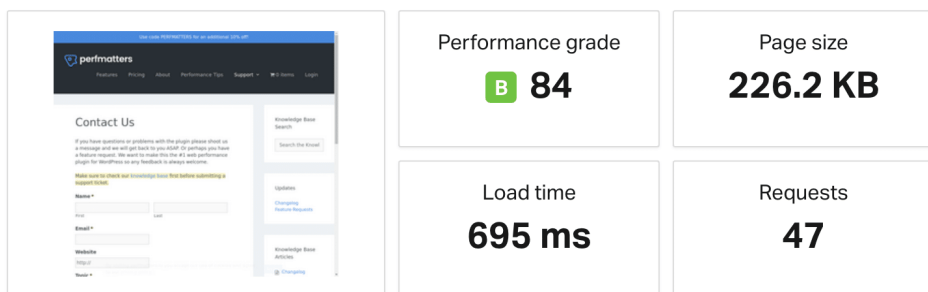 Use code PERFMATTERS for an additional 10% off!
perfmatters
Features Pricing About Performance Tips Support 0 items Login
Contact Us
If you have questions or problems with the plugin please shoot us
a message and we will get back to you ASAP. Or perhaps you have
a feature request. We want to make this the #1 web performance
plugin for WordPress so any feedback is always welcome.
Make sure to check our knowledge base first before submitting a
support ticket.
Name *
First Last
Email *
Website
http://
Topic *
Knowledge Base
Search
Search the Knowl
Updates
Changelog
Feature Requests
Knowledge Base
Articles
Changelog
Performance grade
B 84
Page size
226.2 KB
Load time
695 ms
Requests
47